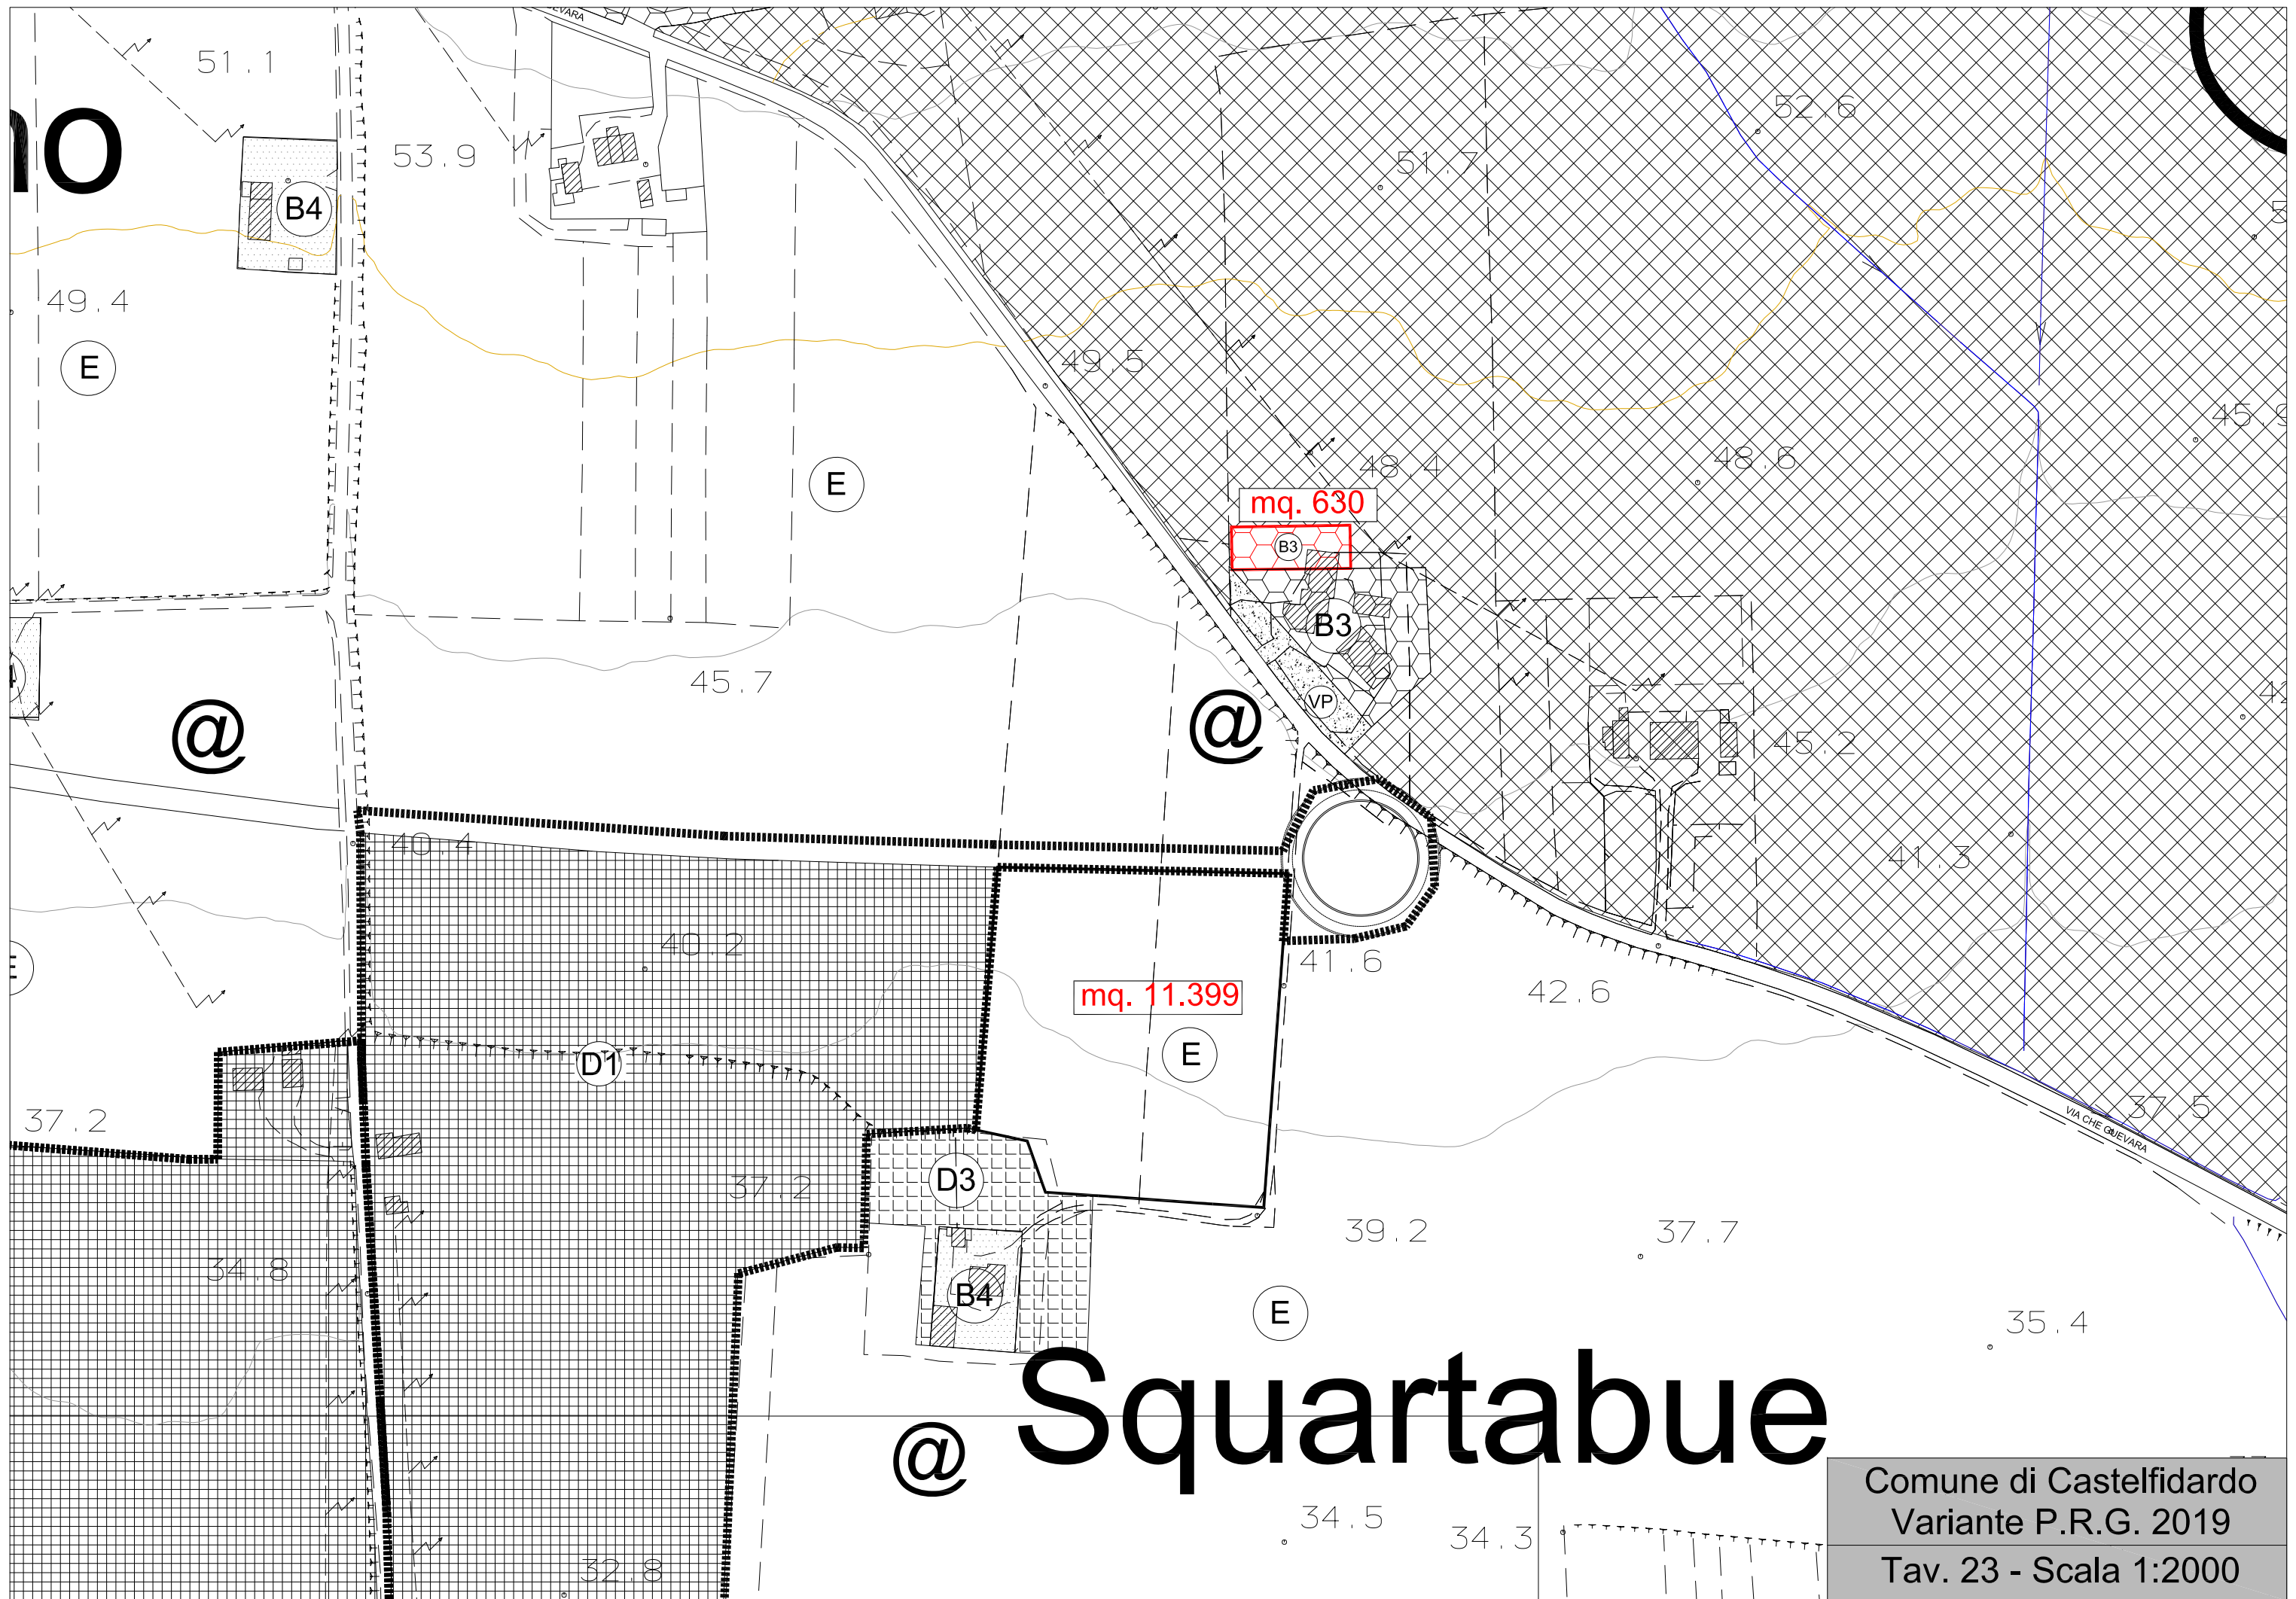 51.1
53.9
B4
49.4
E
52.6
51.7
49.5
E
48.4
48.6
mq. 630
B3
B3
VP
45.7
@
@
45.2
41.3
40.4
40.2
41.6
42.6
mq. 11.399
E
D1
37.2
37.5
VIA CHE GUEVARA
D3
37.2
39.2
37.7
34.8
B4
E
35.4
@ Squartabue
34.5
34.3
32.8
Comune di Castelfidardo
Variante P.R.G. 2019
Tav. 23 - Scala 1:2000